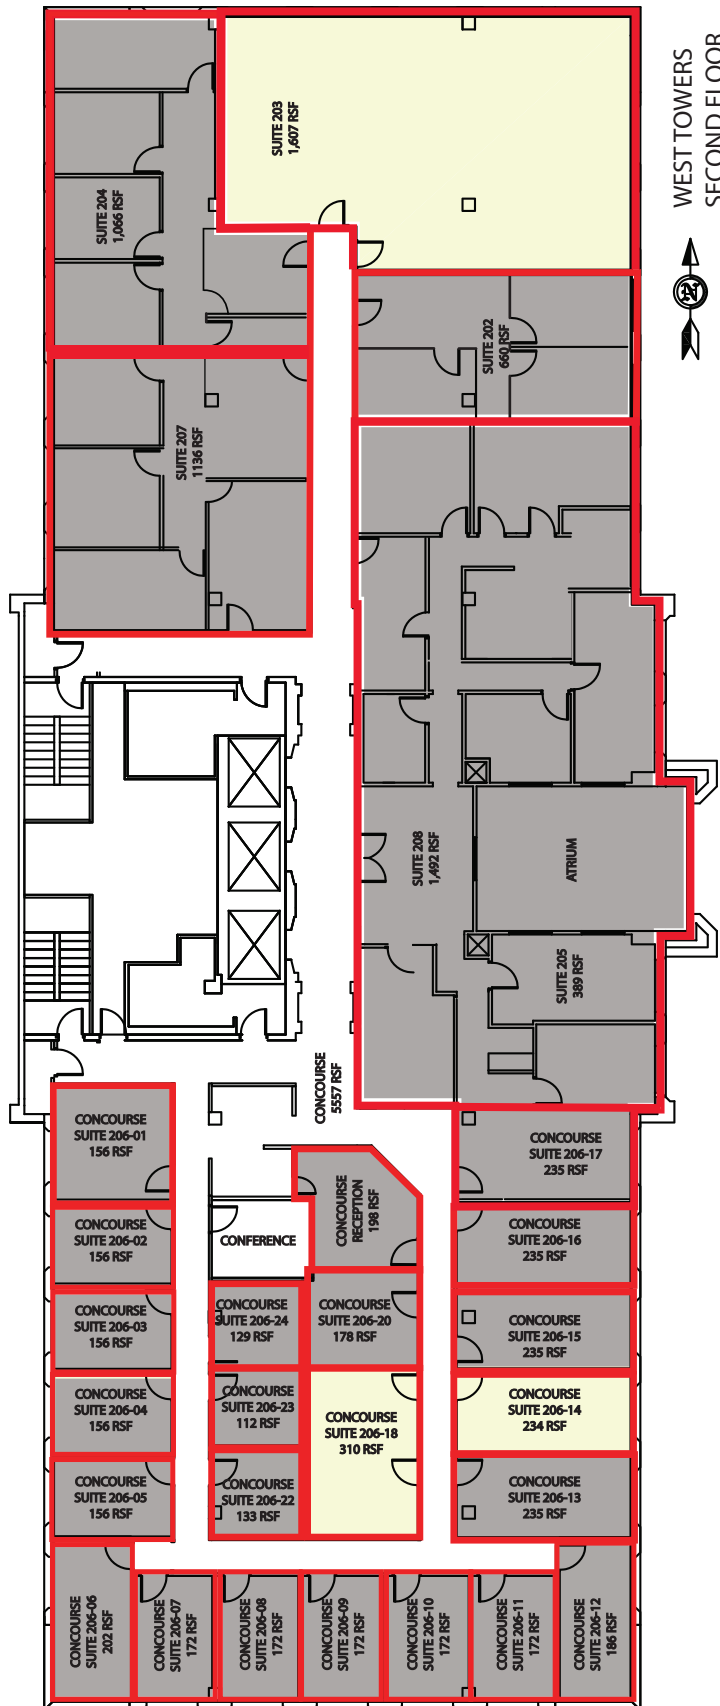 WEST TOWERS
SECOND FLOOR
N
SUITE 203
1,607 RSF
SUITE 204
1,066 RSF
SUITE 202
660 RSF
SUITE 207
1136 RSF
SUITE 208
1,492 RSF
ATRIUM
SUITE 205
389 RSF
CONCOURSE
5557 RSF
CONCOURSE
SUITE 206-01
156 RSF
CONCOURSE
SUITE 206-17
235 RSF
CONCOURSE
RECEPTION
198 RSF
CONCOURSE
SUITE 206-02
156 RSF
CONFERENCE
CONCOURSE
SUITE 206-16
235 RSF
CONCOURSE
SUITE 206-03
156 RSF
CONCOURSE
SUITE 206-24
129 RSF
CONCOURSE
SUITE 206-20
178 RSF
CONCOURSE
SUITE 206-15
235 RSF
CONCOURSE
SUITE 206-04
156 RSF
CONCOURSE
SUITE 206-23
112 RSF
CONCOURSE
SUITE 206-18
310 RSF
CONCOURSE
SUITE 206-14
234 RSF
CONCOURSE
SUITE 206-05
156 RSF
CONCOURSE
SUITE 206-22
133 RSF
CONCOURSE
SUITE 206-13
235 RSF
CONCOURSE
SUITE 206-06
202 RSF
CONCOURSE
SUITE 206-07
172 RSF
CONCOURSE
SUITE 206-08
172 RSF
CONCOURSE
SUITE 206-09
172 RSF
CONCOURSE
SUITE 206-10
172 RSF
CONCOURSE
SUITE 206-11
172 RSF
CONCOURSE
SUITE 206-12
186 RSF